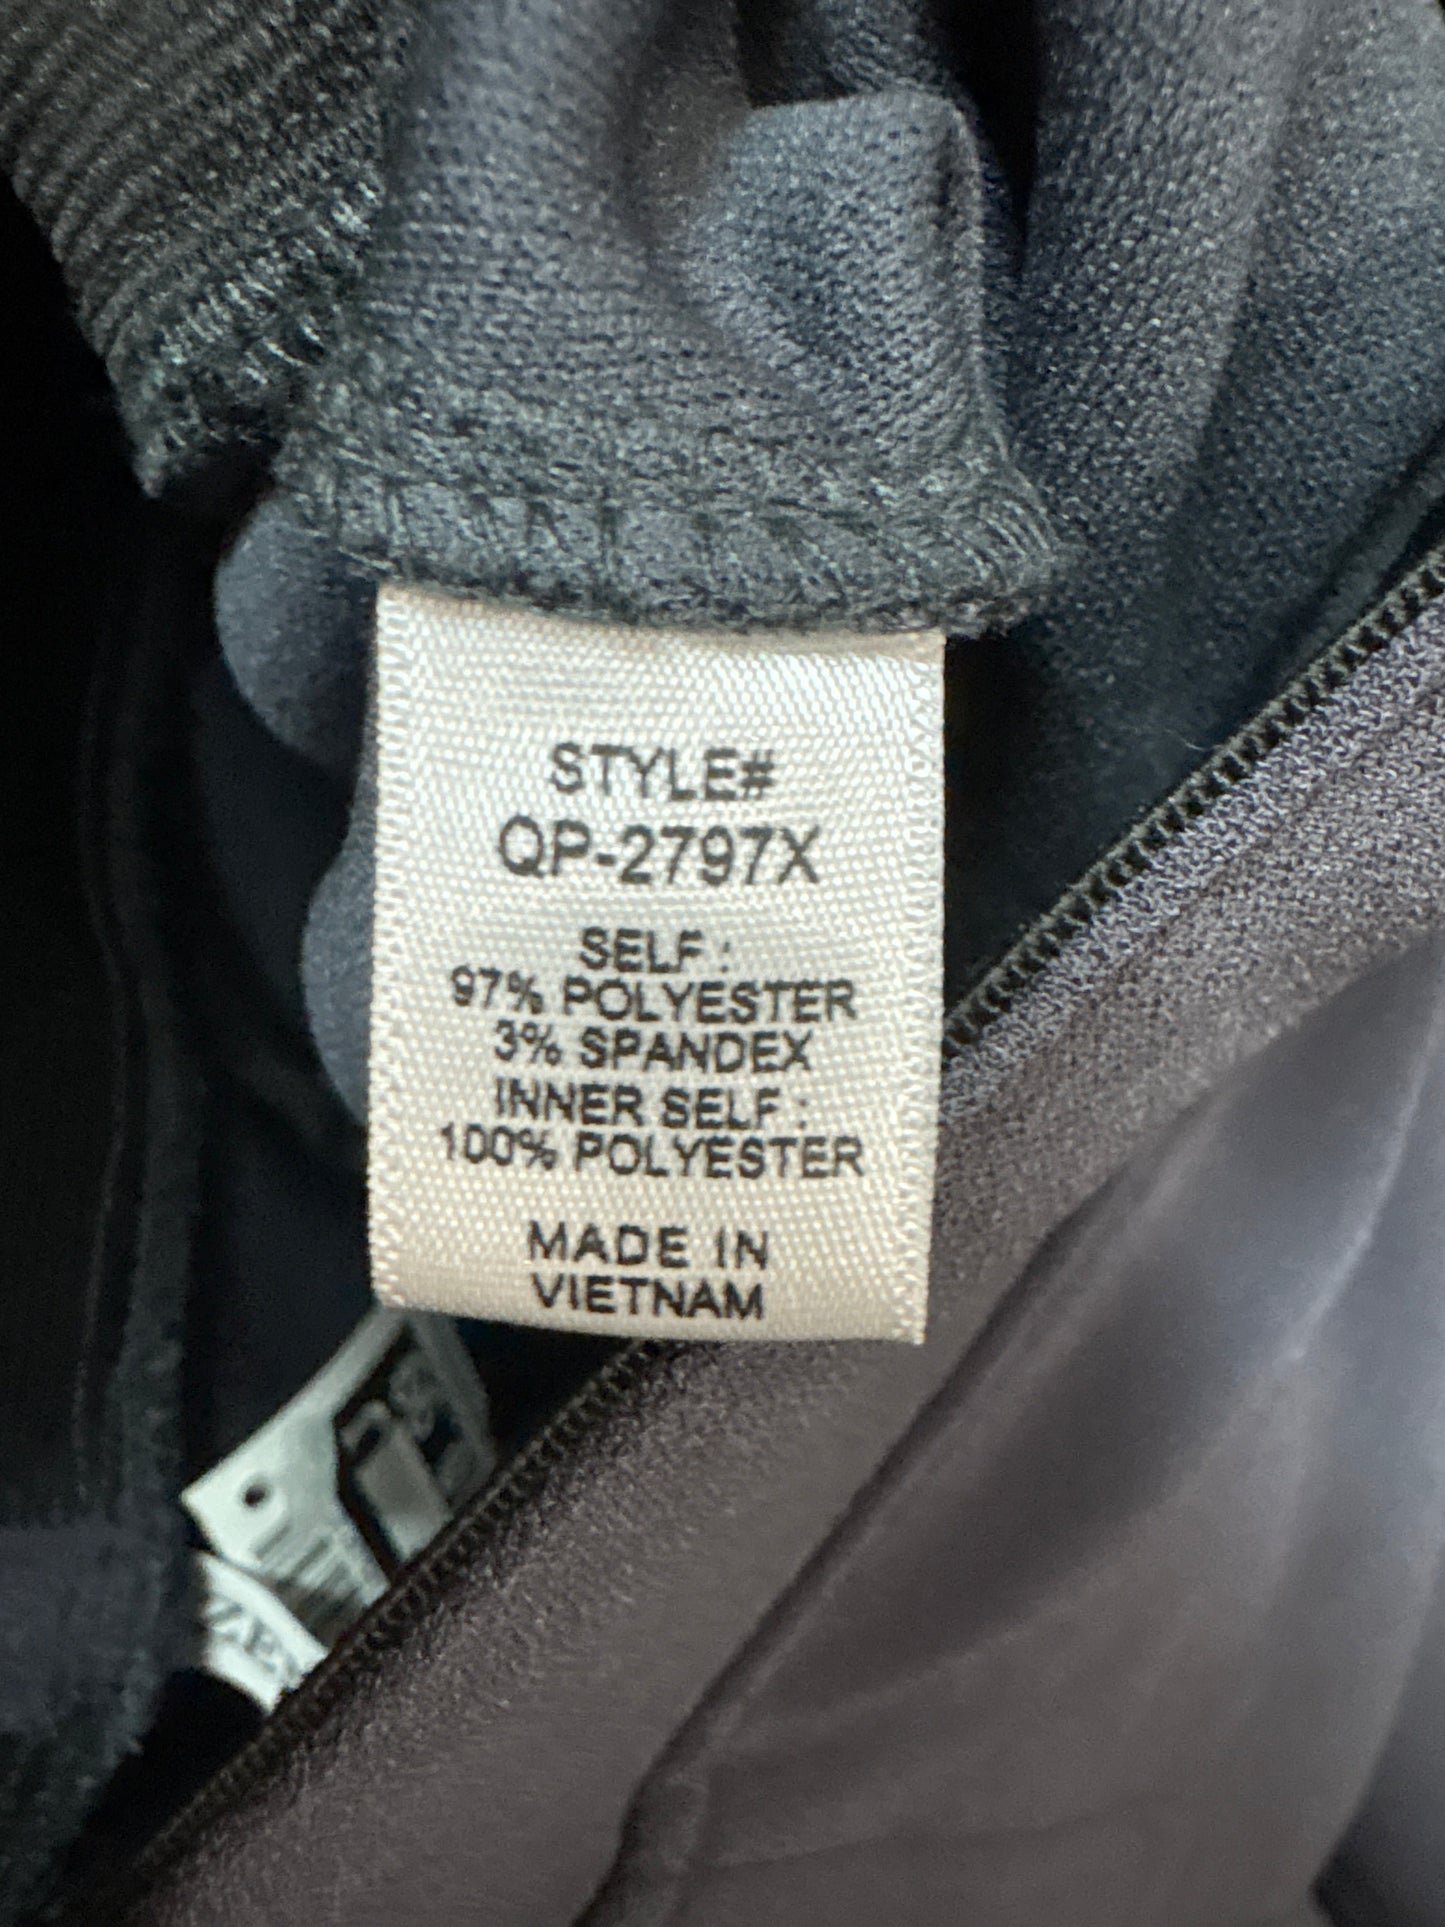 STYLE#
QP-2797X
SELF :
97% POLYESTER
3% SPANDEX
INNER SELF :
100% POLYESTER
MADE IN
VIETNAM